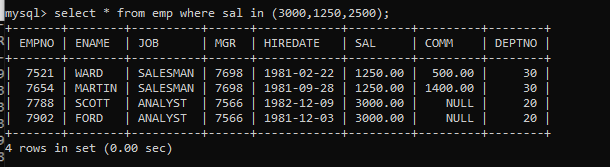 mysql> select * from emp where sal in (3000,1250,2500);
+-------+--------+----------+------+------------+---------+---------+--------+
| EMPNO | ENAME | JOB | MGR | HIREDATE | SAL | COMM | DEPTNO |
+-------+--------+----------+------+------------+---------+---------+--------+
| 7521 | WARD | SALESMAN | 7698 | 1981-02-22 | 1250.00 | 500.00 | 30 |
| 7654 | MARTIN | SALESMAN | 7698 | 1981-09-28 | 1250.00 | 1400.00 | 30 |
| 7788 | SCOTT | ANALYST | 7566 | 1982-12-09 | 3000.00 | NULL | 20 |
| 7902 | FORD | ANALYST | 7566 | 1981-12-03 | 3000.00 | NULL | 20 |
+-------+--------+----------+------+------------+---------+---------+--------+
4 rows in set (0.00 sec)